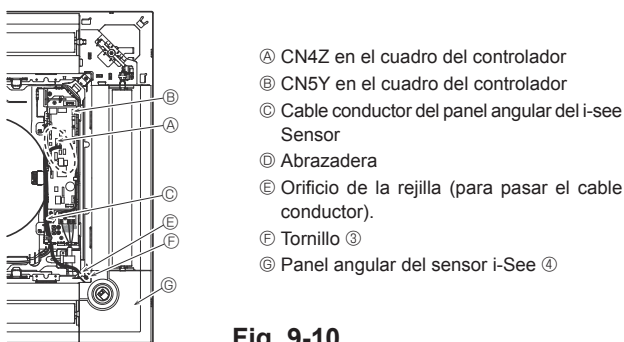 Ⓐ CN4Z en el cuadro del controlador
Ⓑ CN5Y en el cuadro del controlador
Ⓒ Cable conductor del panel angular del i-see
Sensor
Ⓓ Abrazadera
Ⓔ Orificio de la rejilla (para pasar el cable
conductor).
Ⓕ Tornillo ③
Ⓖ Panel angular del sensor i-See ④
Ⓑ
Ⓐ
Ⓒ
Ⓔ
Ⓕ
Ⓖ
Fig. 9-10